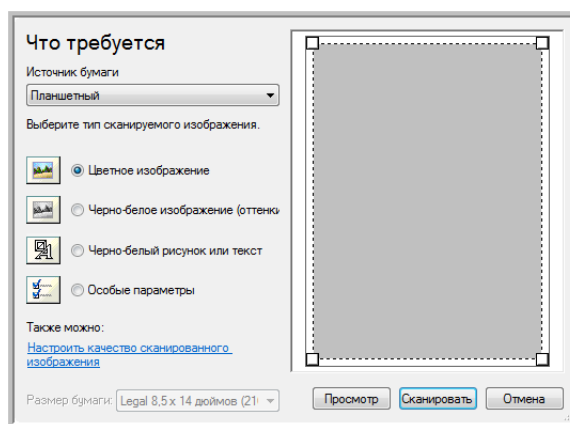 Что требуется
Источник бумаги
Планшетный
Выберите тип сканируемого изображения.
Цветное изображение
Черно-белое изображение (оттенки
Черно-белый рисунок или текст
Особые параметры
Также можно:
Настроить качество сканированного
изображения
Размер бумаги: Legal 8,5 x 14 дюймов (21
Просмотр Сканировать Отмена